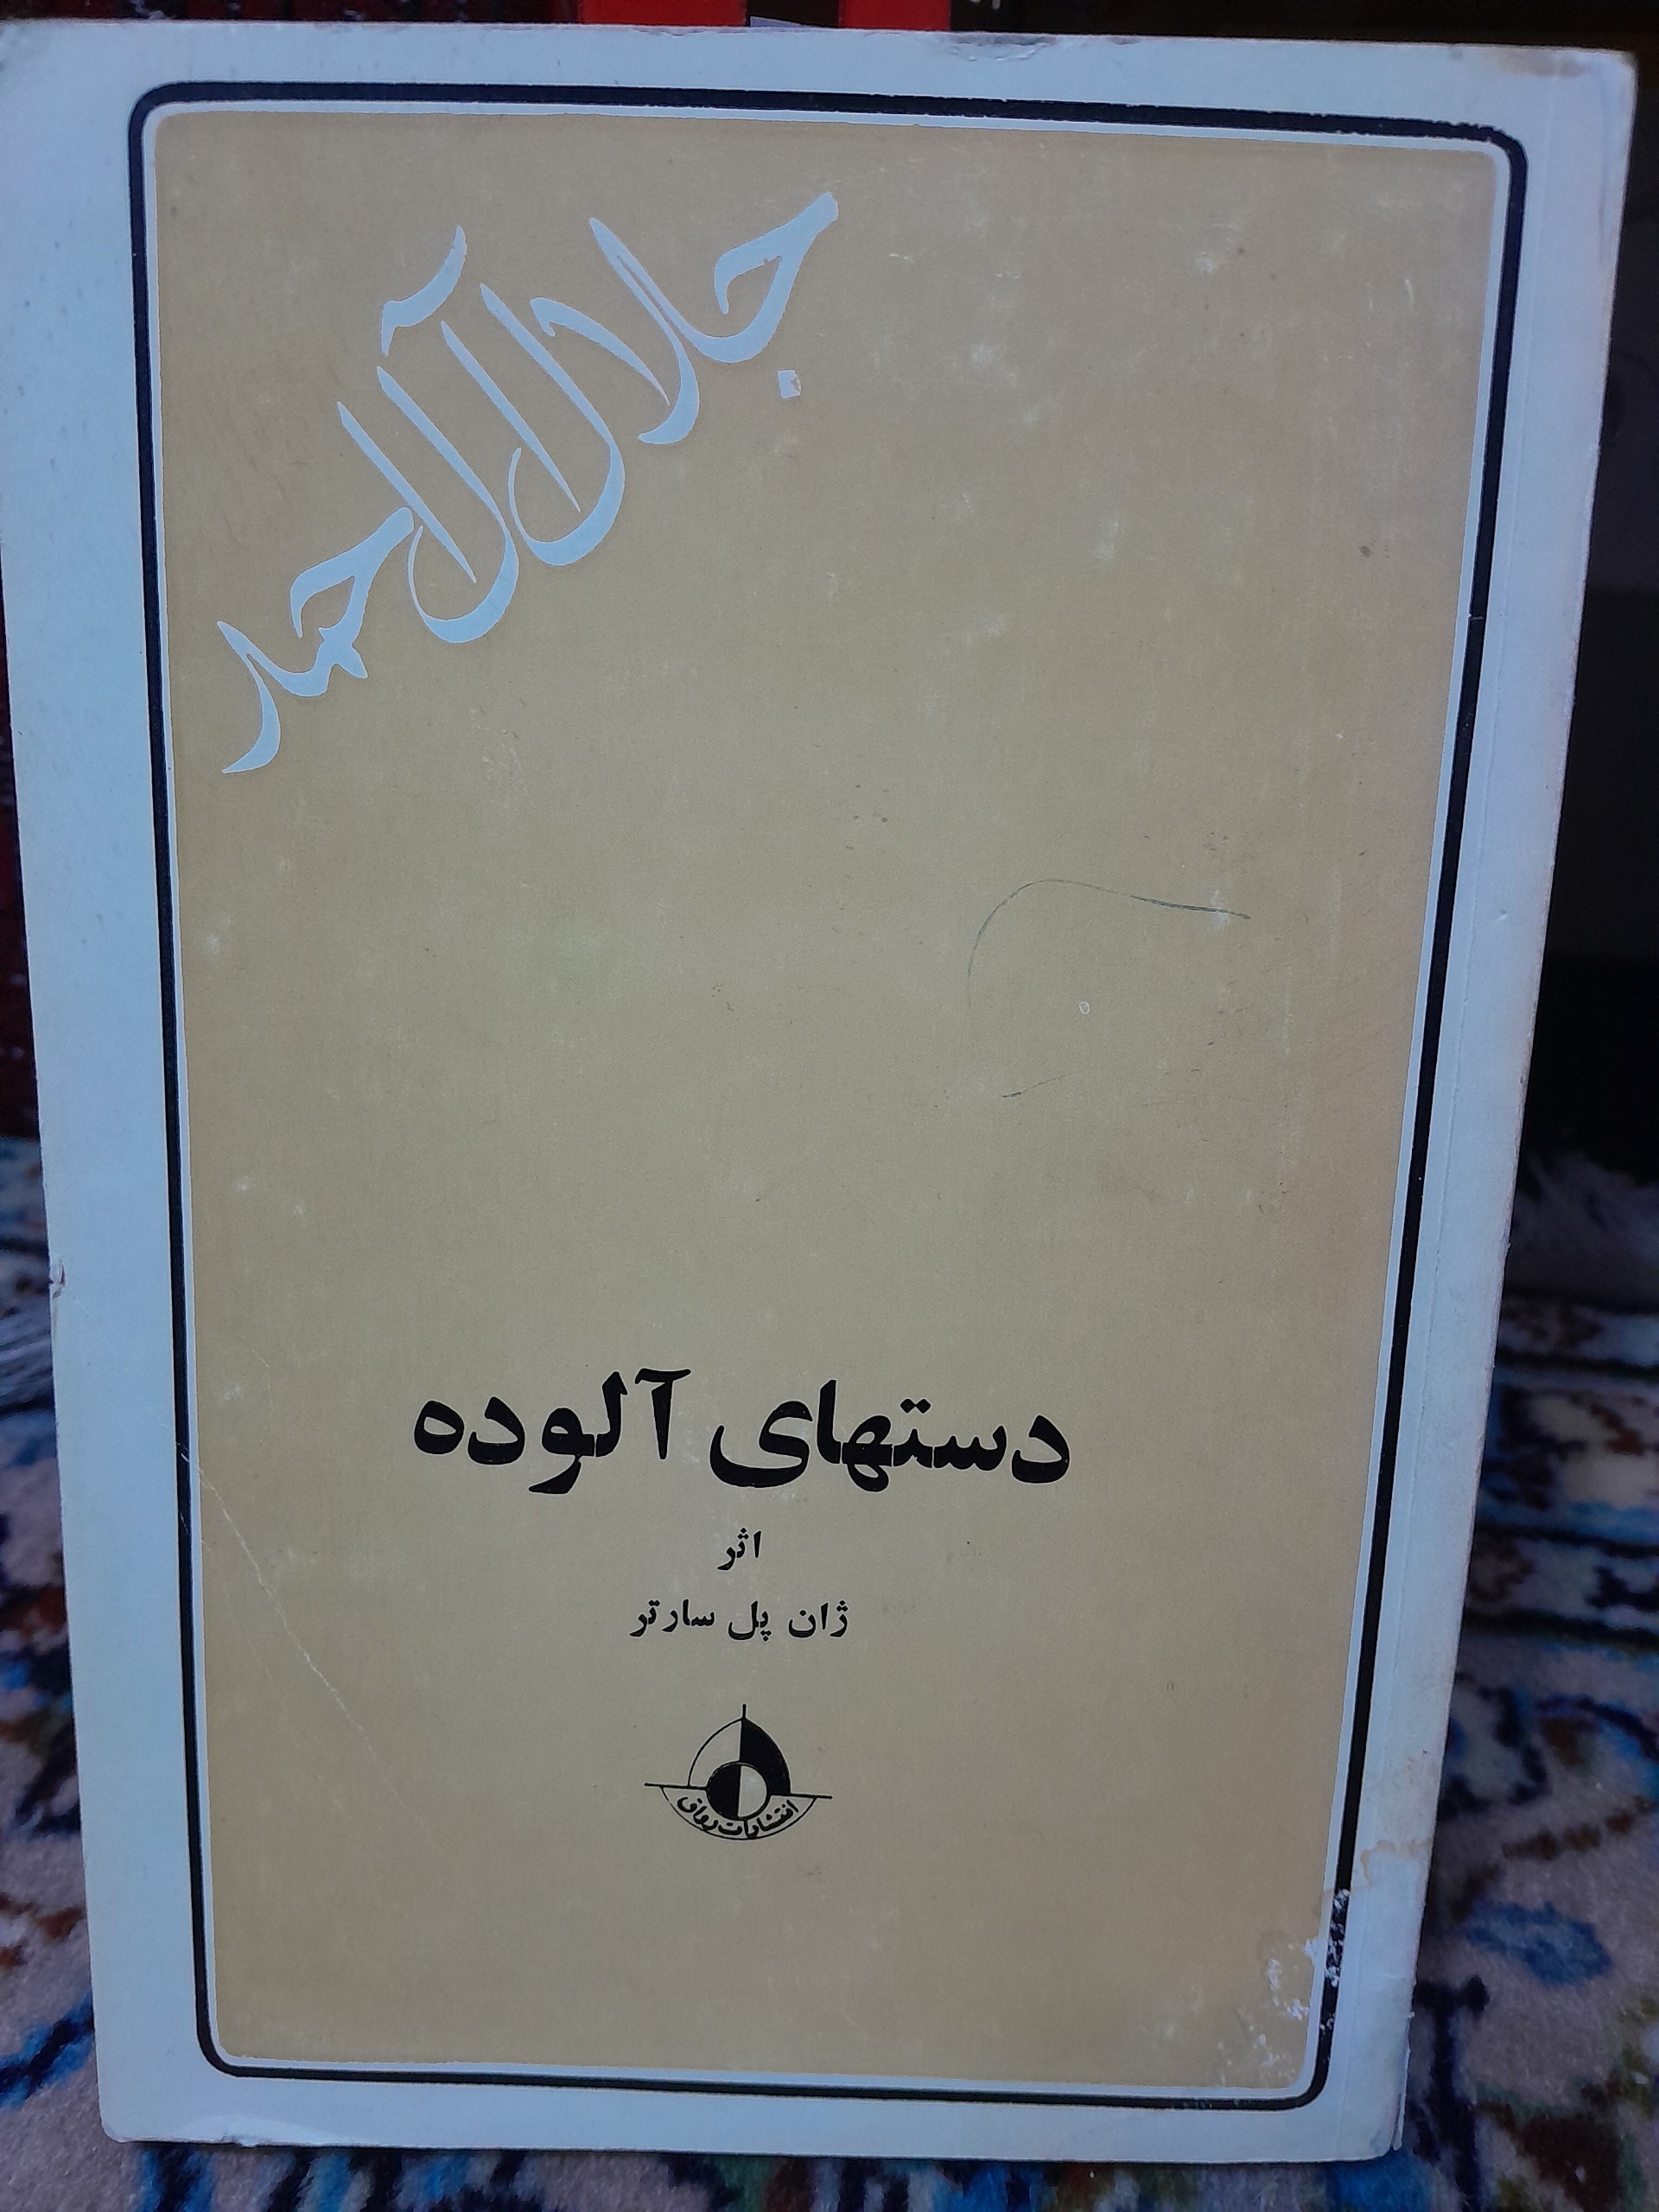 جلال آل احمد
دستهای آلوده
اثر
ژان پل سارتر
انتشارات رواق